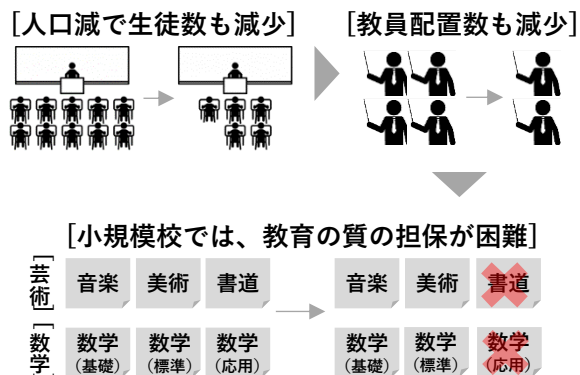 ［人口減で生徒数も減少］
［教員配置数も減少］
［小規模校では、教育の質の担保が困難］
［芸術］
音楽 美術 書道 音楽 美術 書道
［数学］
数学 数学 数学 数学 数学 数学
（基礎） （標準） （応用） （基礎） （標準） （応用）